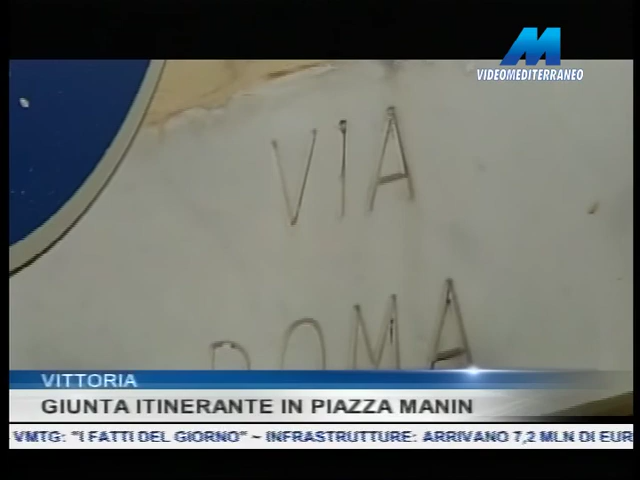 M
VIDEOMEDITERRANEO
VIA
ROMA
VITTORIA
GIUNTA ITINERANTE IN PIAZZA MANIN
VMTG: "I FATTI DEL GIORNO" ~ INFRASTRUTTURE: ARRIVANO 7,2 MLN DI EUR